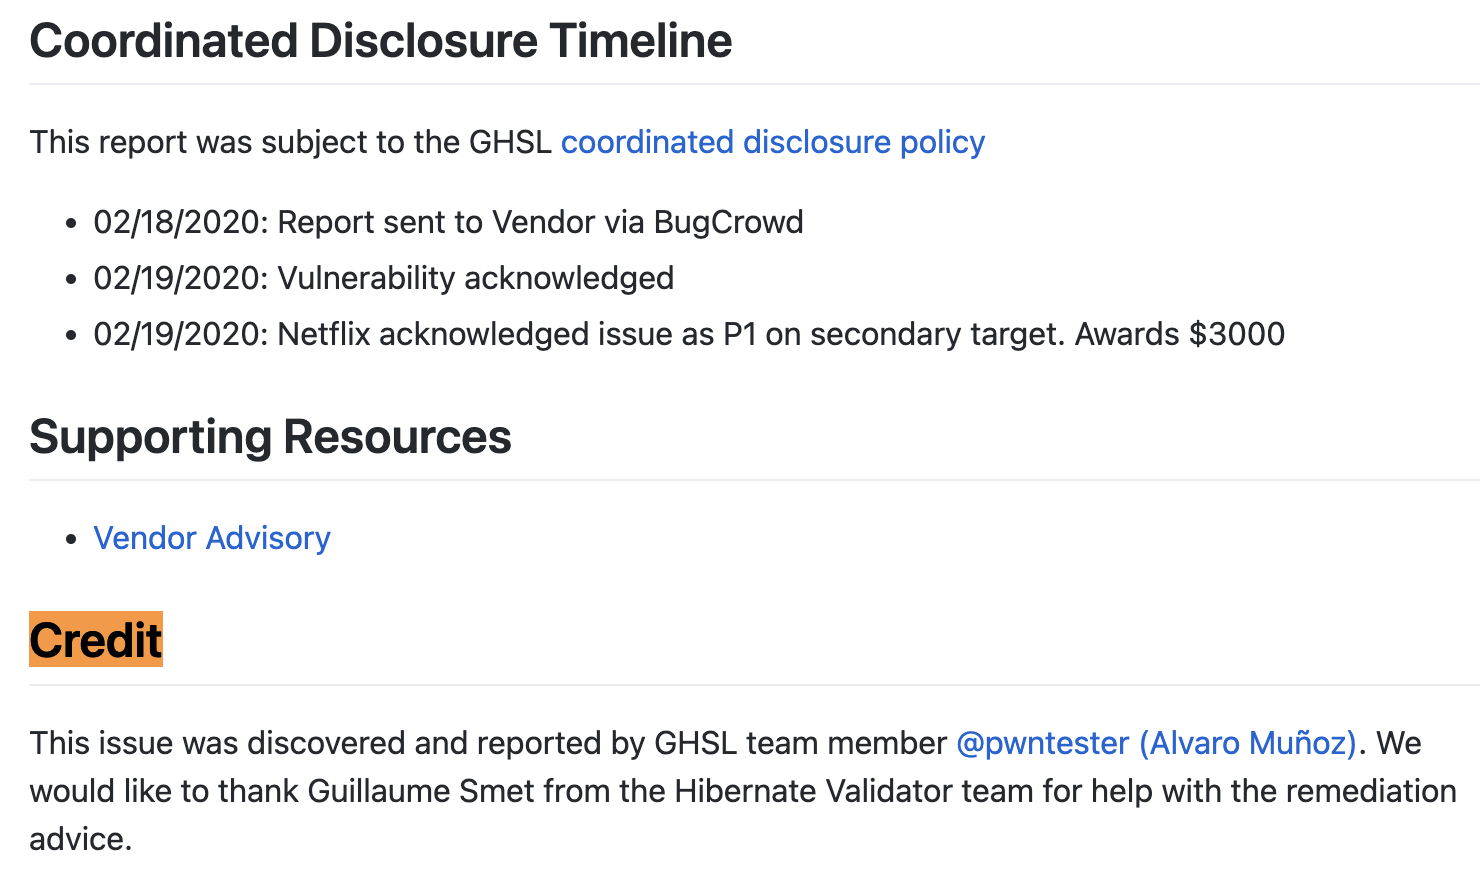 Coordinated Disclosure Timeline
This report was subject to the GHSL coordinated disclosure policy
• 02/18/2020: Report sent to Vendor via BugCrowd
• 02/19/2020: Vulnerability acknowledged
• 02/19/2020: Netflix acknowledged issue as P1 on secondary target. Awards $3000
Supporting Resources
• Vendor Advisory
Credit
This issue was discovered and reported by GHSL team member @pwntester (Alvaro Muñoz). We
would like to thank Guillaume Smet from the Hibernate Validator team for help with the remediation
advice.